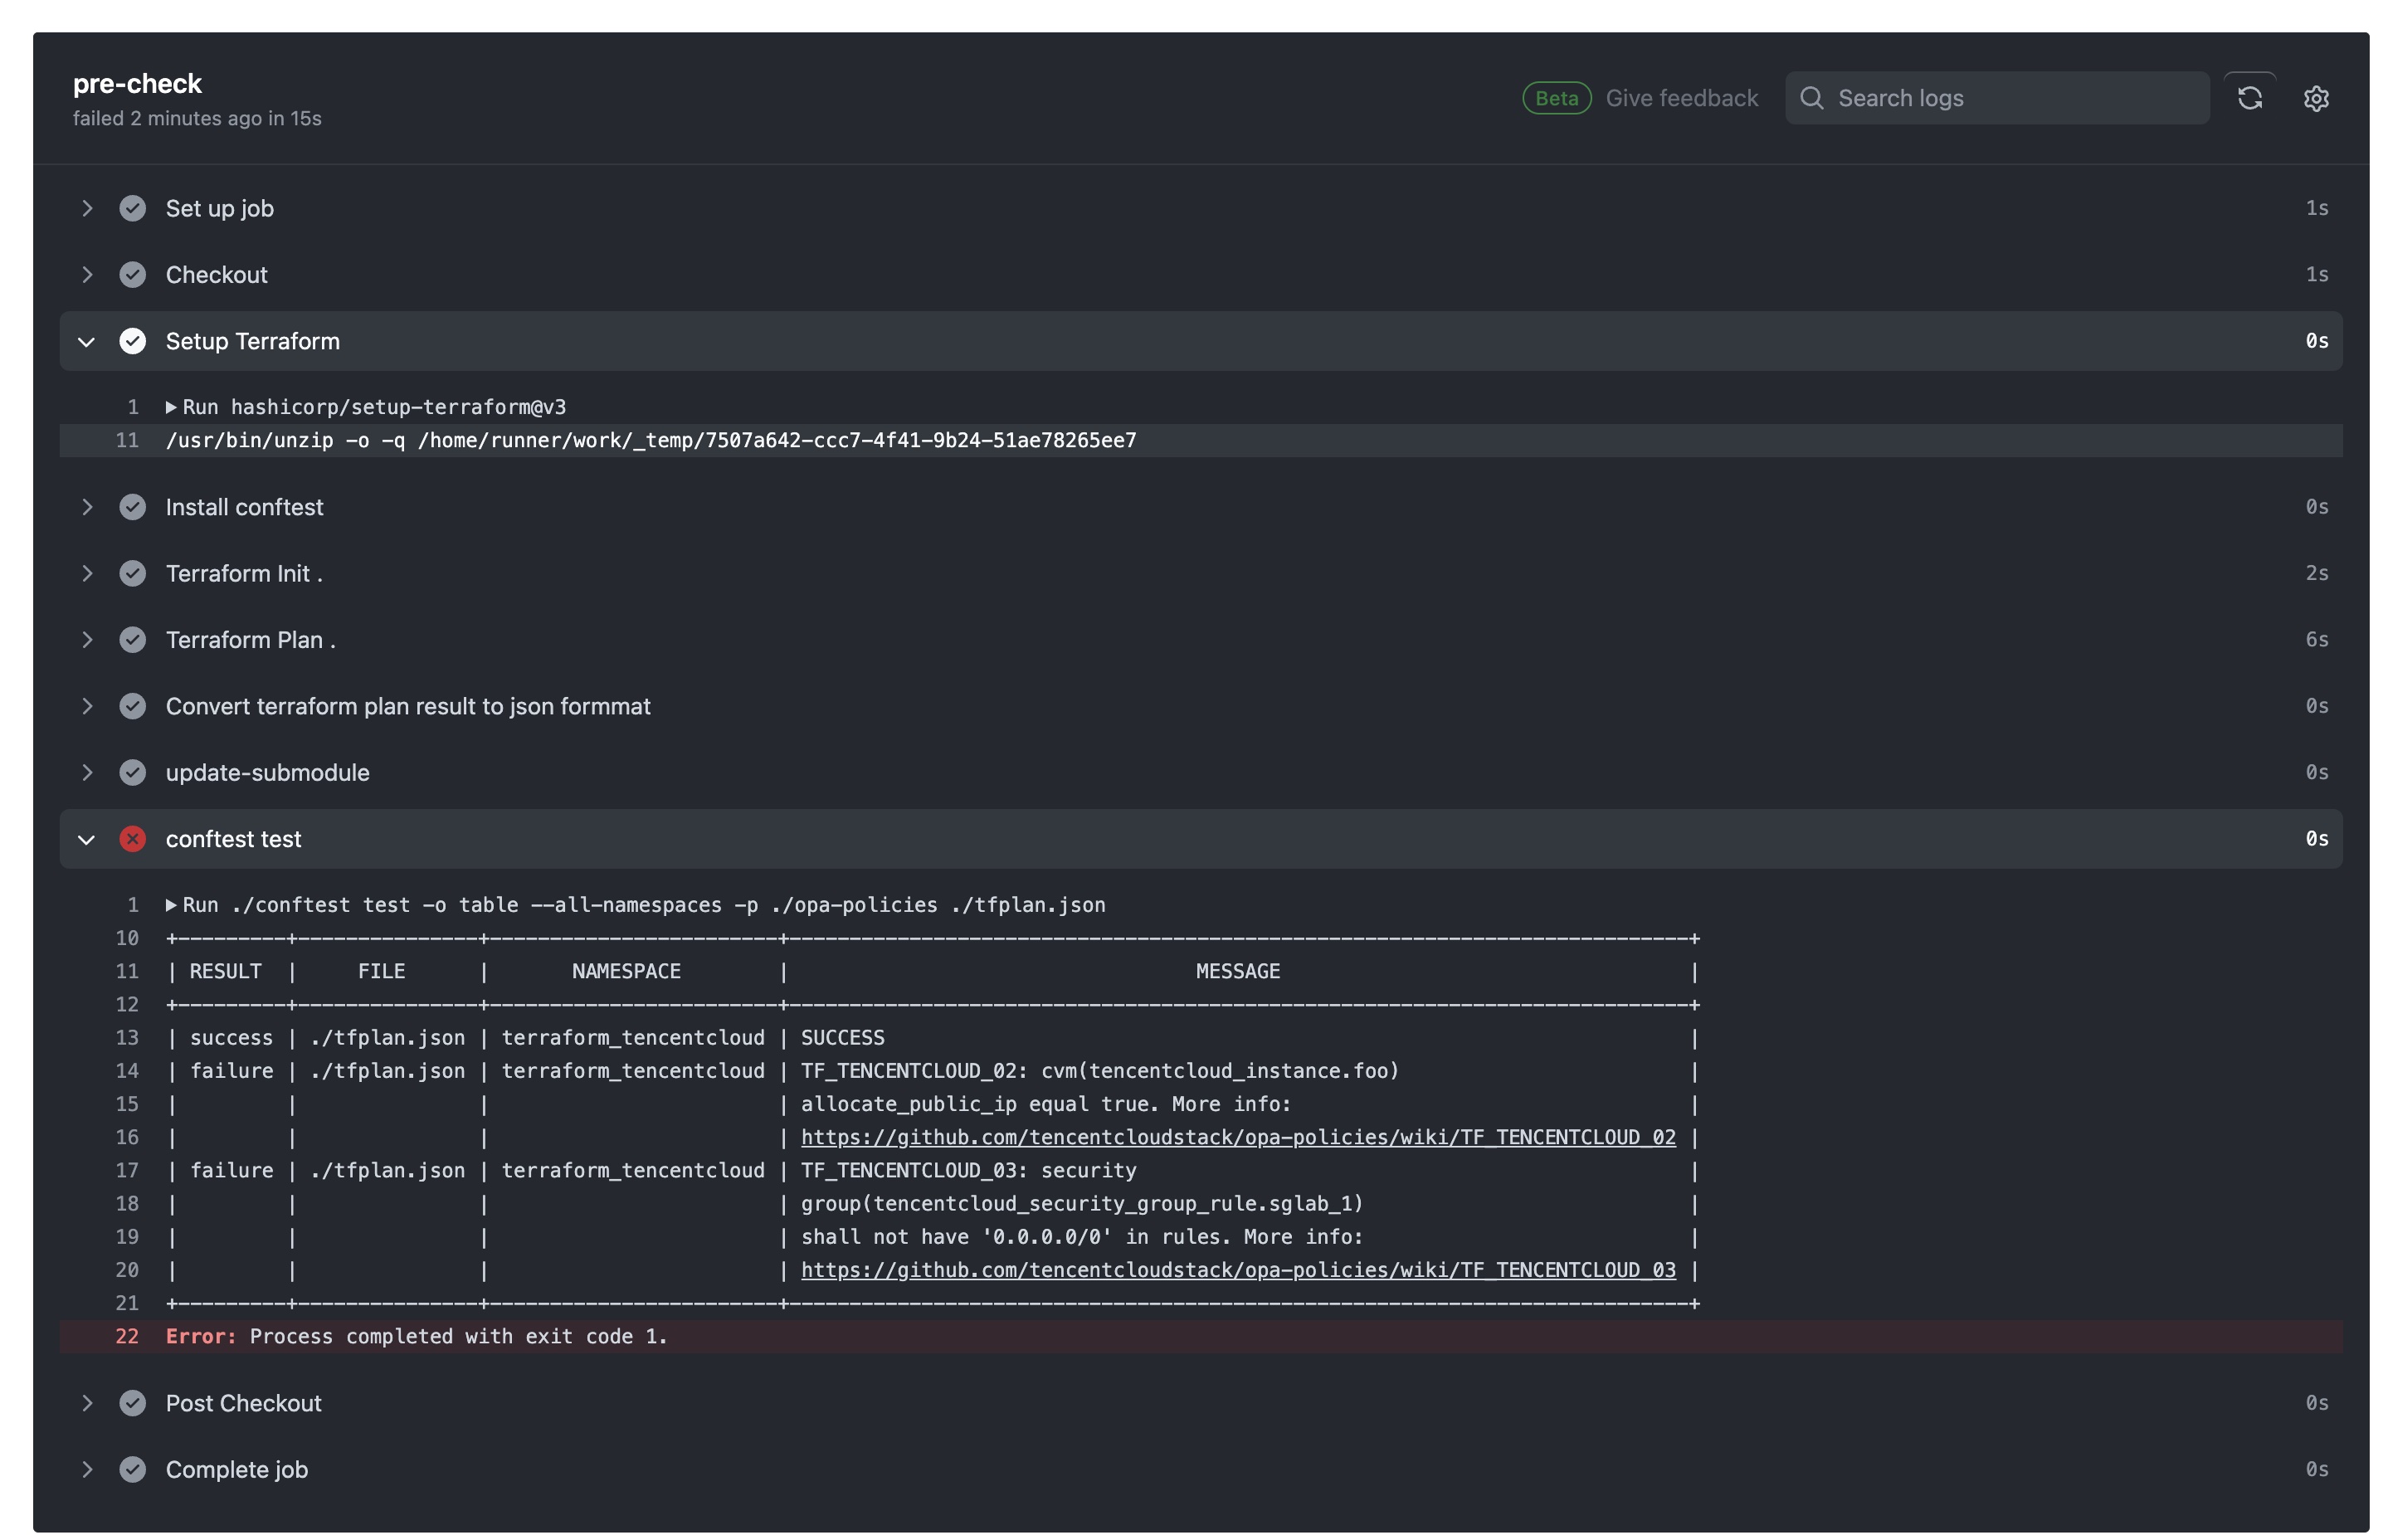 pre-check
failed 2 minutes ago in 15s
Beta Give feedback Search logs
Set up job 1s
Checkout 1s
Setup Terraform 0s
1 ▶Run hashicorp/setup-terraform@v3
11 /usr/bin/unzip -o -q /home/runner/work/_temp/7507a642-ccc7-4f41-9b24-51ae78265ee7
Install conftest 0s
Terraform Init . 2s
Terraform Plan . 6s
Convert terraform plan result to json formmat 0s
update-submodule 0s
conftest test 0s
1 ▶Run ./conftest test -o table --all-namespaces -p ./opa-policies ./tfplan.json
10 +---------+---------------+------------------------+---------------------------------------------------------------------------+
11 | RESULT  |     FILE      |       NAMESPACE        |                                  MESSAGE                                  |
12 +---------+---------------+------------------------+---------------------------------------------------------------------------+
13 | success | ./tfplan.json | terraform_tencentcloud | SUCCESS                                                                   |
14 | failure | ./tfplan.json | terraform_tencentcloud | TF_TENCENTCLOUD_02: cvm(tencentcloud_instance.foo)                        |
15 |         |               |                        | allocate_public_ip equal true. More info:                                 |
16 |         |               |                        | https://github.com/tencentcloudstack/opa-policies/wiki/TF_TENCENTCLOUD_02 |
17 | failure | ./tfplan.json | terraform_tencentcloud | TF_TENCENTCLOUD_03: security                                              |
18 |         |               |                        | group(tencentcloud_security_group_rule.sglab_1)                           |
19 |         |               |                        | shall not have '0.0.0.0/0' in rules. More info:                           |
20 |         |               |                        | https://github.com/tencentcloudstack/opa-policies/wiki/TF_TENCENTCLOUD_03 |
21 +---------+---------------+------------------------+---------------------------------------------------------------------------+
22 Error: Process completed with exit code 1.
Post Checkout 0s
Complete job 0s